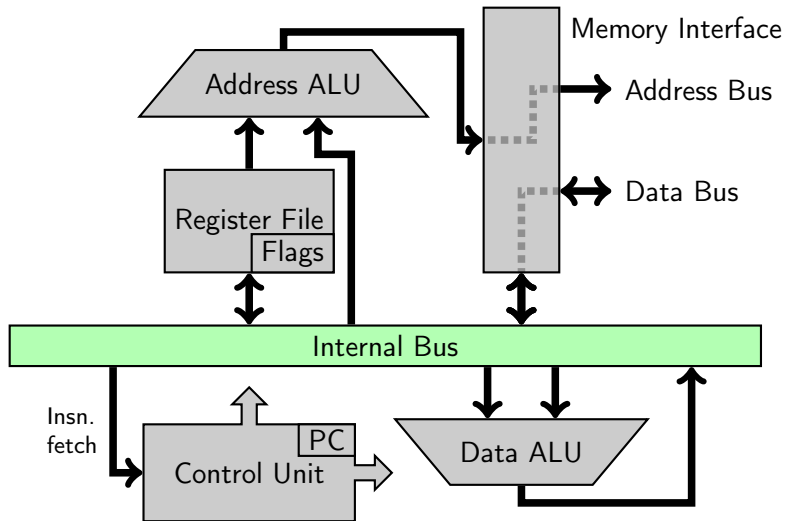 Memory Interface
Address ALU
Address Bus
Data Bus
Register File
Flags
Internal Bus
Insn.
fetch
PC
Control Unit
Data ALU